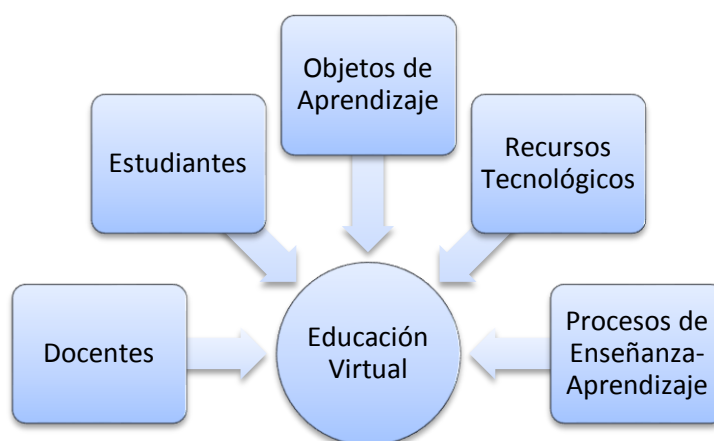 Objetos de
Aprendizaje
Estudiantes
Recursos
Tecnológicos
Docentes
Educación
Virtual
Procesos de
Enseñanza-
Aprendizaje